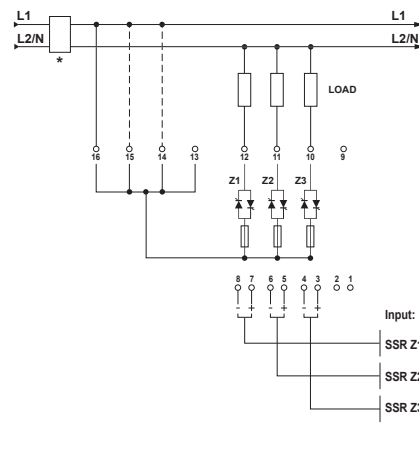 L1 L1
L2/N L2/N
*
LOAD
16 15 14 13 12 11 10 9
Z1 Z2 Z3
8 7 6 5 4 3 2 1
- + - + - +
Input:
SSR Z1
SSR Z2
SSR Z3